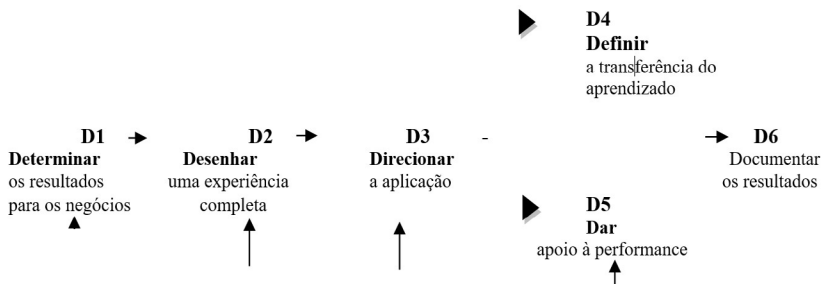 D4
Definir
a transferência do
aprendizado
D1
Determinar
os resultados
para os negócios
D2
Desenhar
uma experiência
completa
D3
Direcionar
a aplicação
-
D6
Documentar
os resultados
D5
Dar
apoio à performance